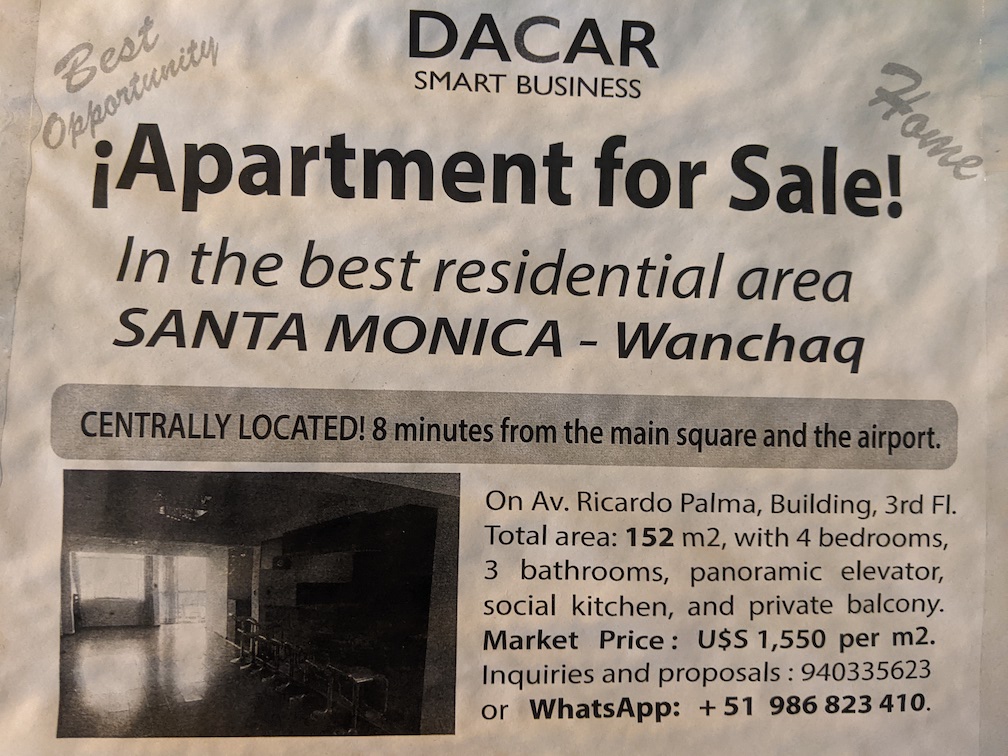 Best
Opportunity
DACAR
SMART BUSINESS
Home
¡Apartment for Sale!
In the best residential area
SANTA MONICA - Wanchaq
CENTRALLY LOCATED! 8 minutes from the main square and the airport.
On Av. Ricardo Palma, Building, 3rd Fl.
Total area: 152 m2, with 4 bedrooms,
3 bathrooms, panoramic elevator,
social kitchen, and private balcony.
Market Price: U$S 1,550 per m2.
Inquiries and proposals : 940335623
or WhatsApp: + 51 986 823 410.